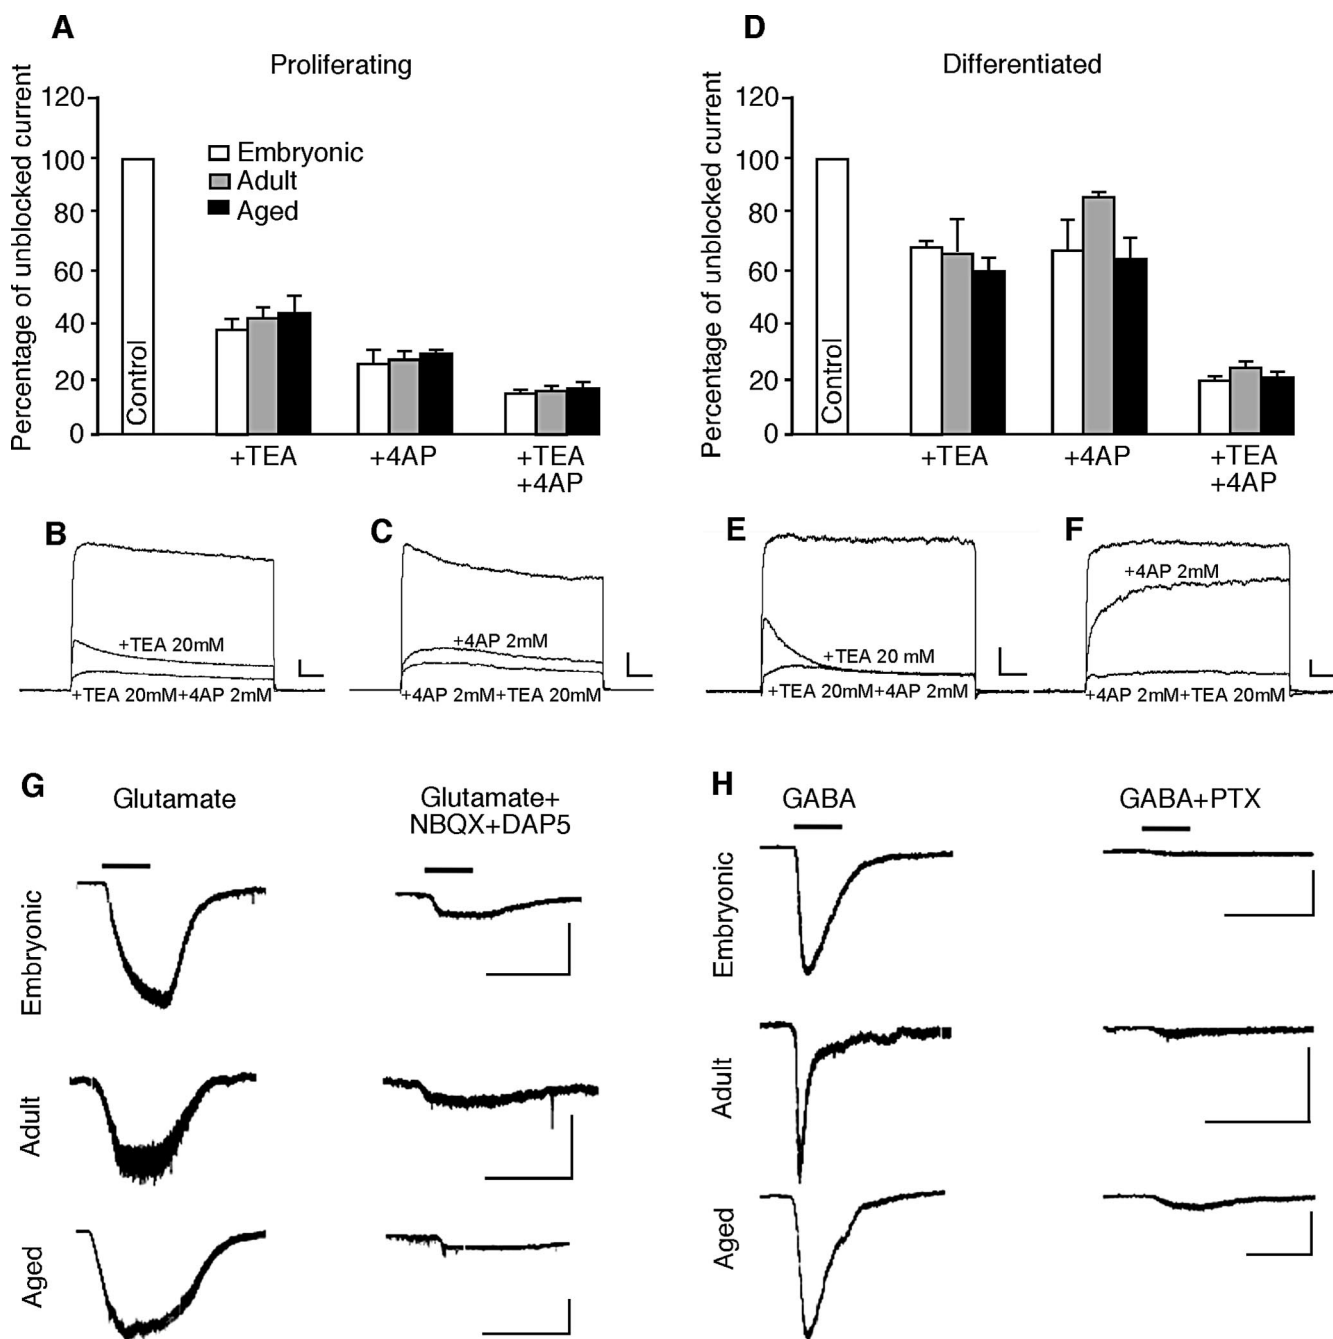 A
Proliferating
Percentage of unblocked current
120
100
80
60
40
20
0
Control
Embryonic
Adult
Aged
+TEA
+4AP
+TEA
+4AP
D
Differentiated
Percentage of unblocked current
120
100
80
60
40
20
0
Control
+TEA
+4AP
+TEA
+4AP
B
+TEA 20mM
+TEA 20mM+4AP 2mM
C
+4AP 2mM
+4AP 2mM+TEA 20mM
E
+TEA 20 mM
+TEA 20mM+4AP 2mM
F
+4AP 2mM
+4AP 2mM+TEA 20mM
G
Glutamate
Glutamate+
NBQX+DAP5
Embryonic
Adult
Aged
H
GABA
GABA+PTX
Embryonic
Adult
Aged